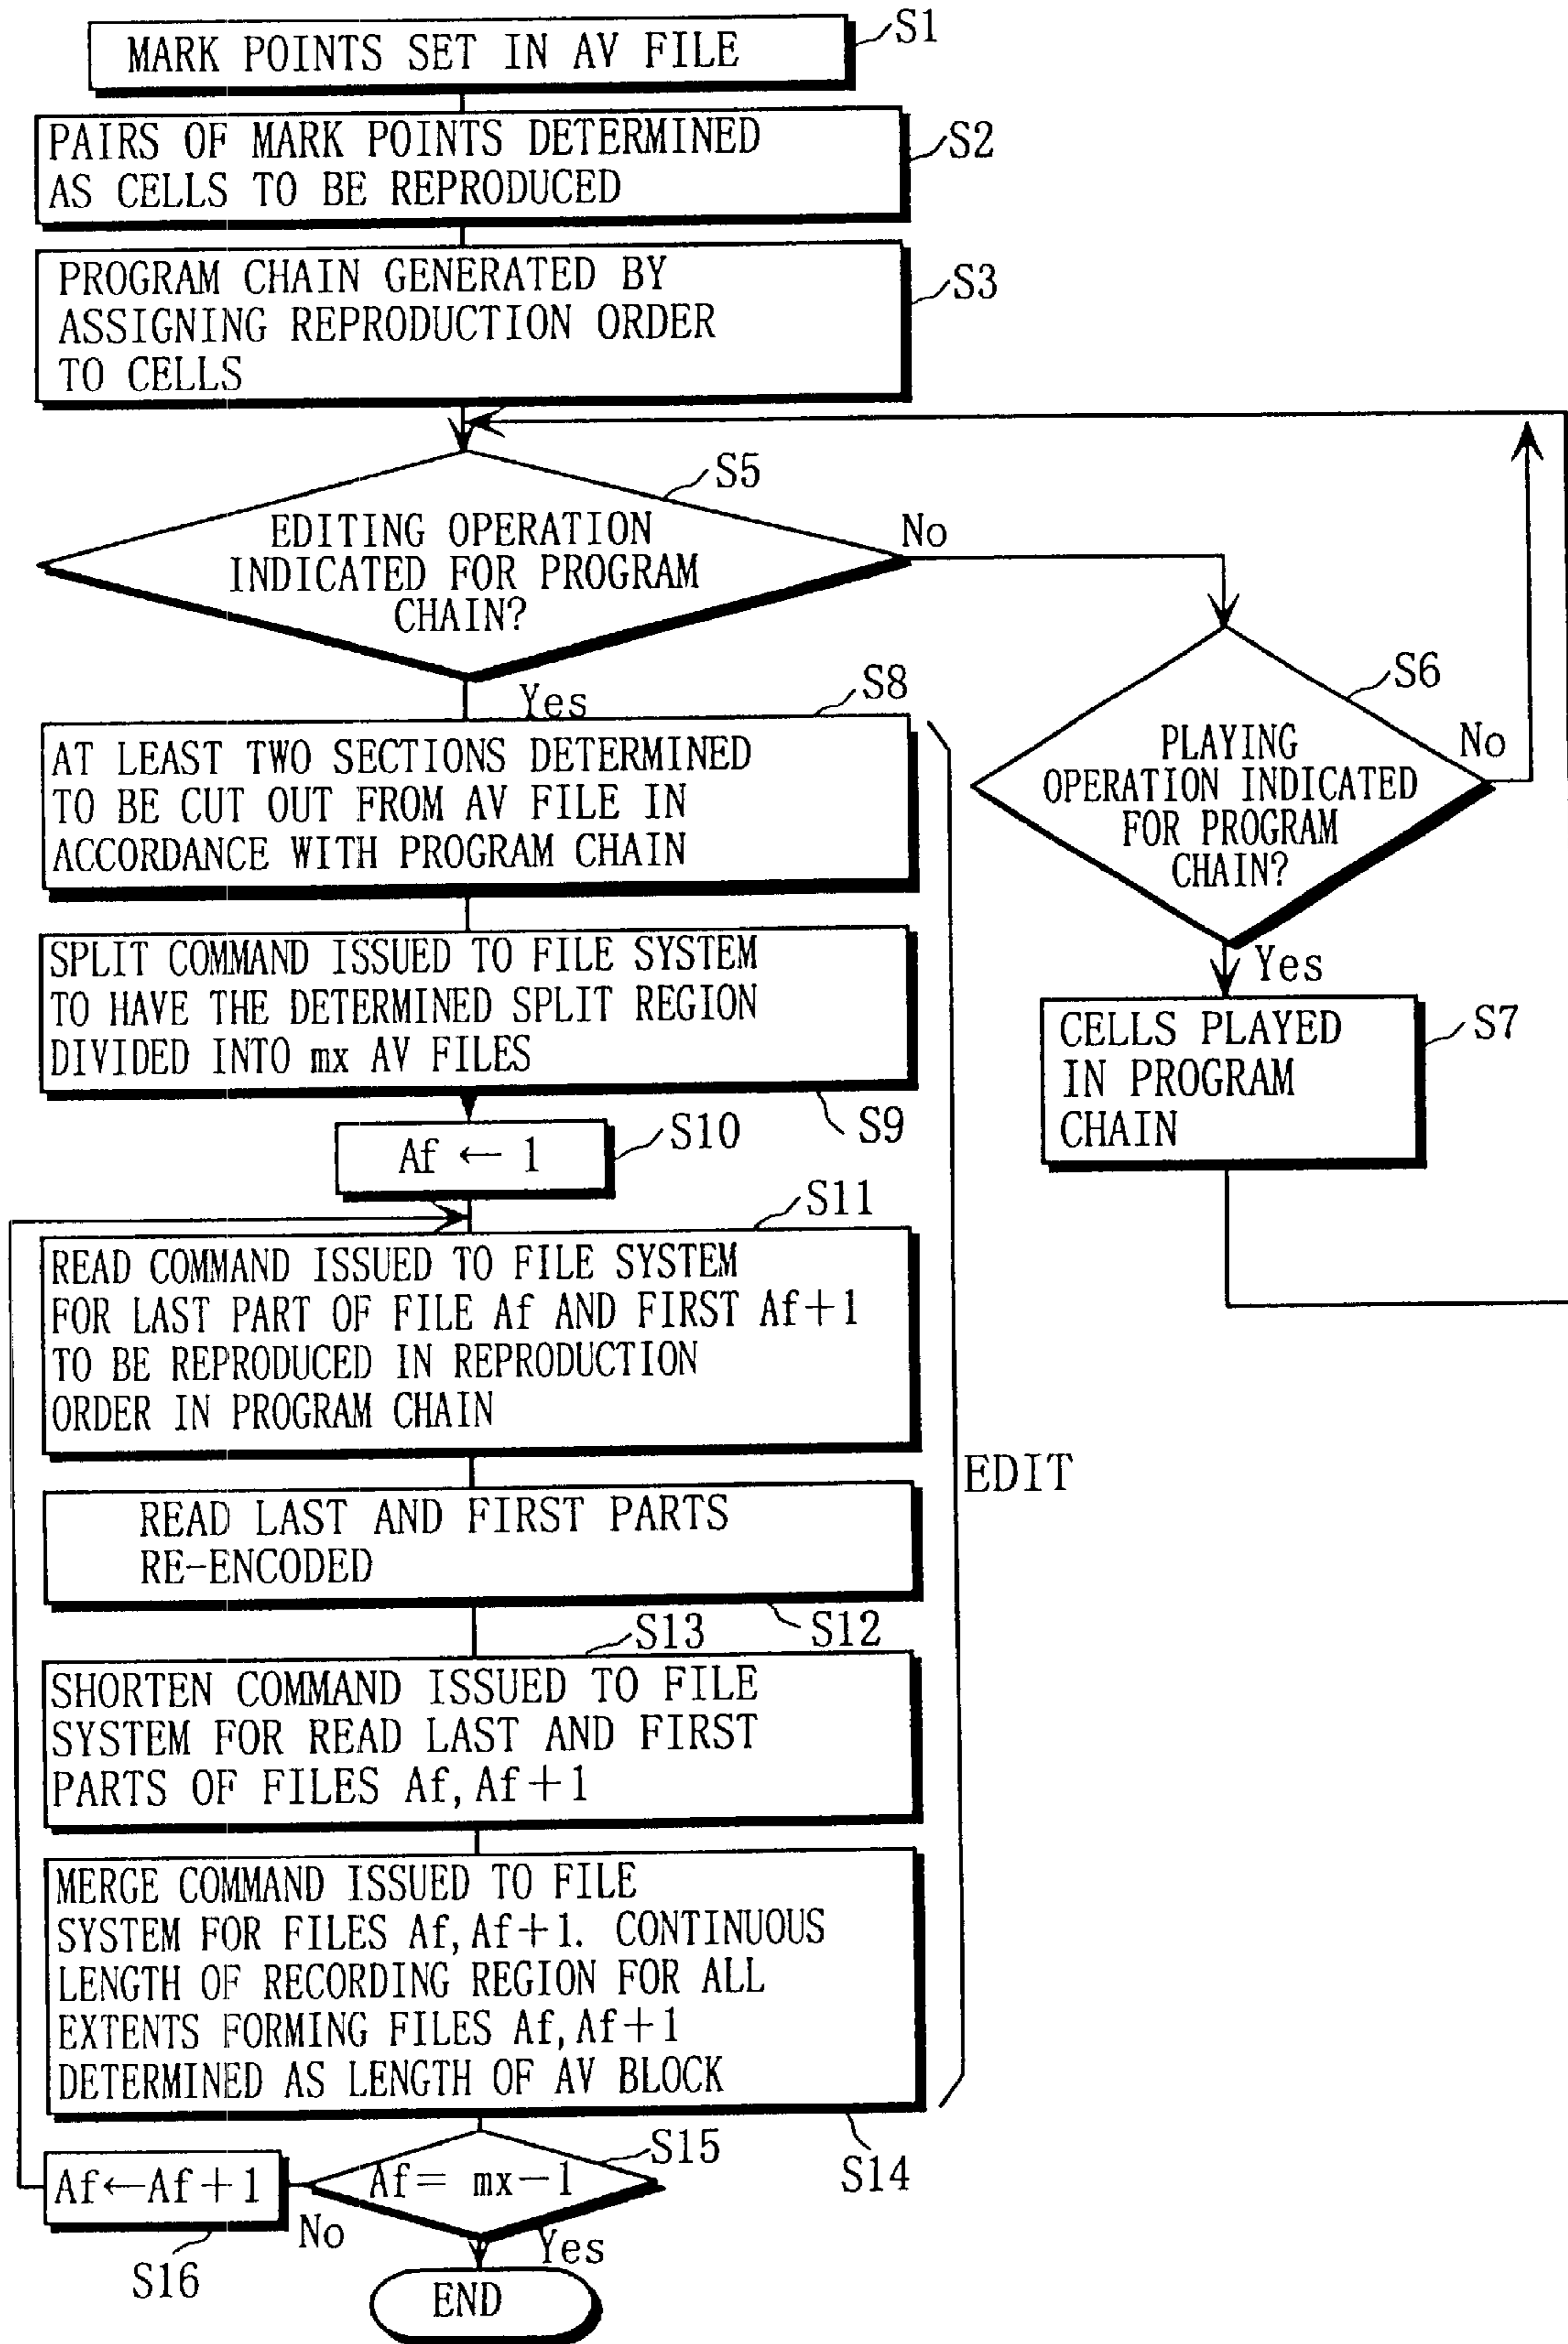 MARK POINTS SET IN AV FILE
S1
PAIRS OF MARK POINTS DETERMINED
AS CELLS TO BE REPRODUCED
S2
PROGRAM CHAIN GENERATED BY
ASSIGNING REPRODUCTION ORDER
TO CELLS
S3
S5
EDITING OPERATION
INDICATED FOR PROGRAM
CHAIN?
No
Yes
S6
PLAYING
OPERATION INDICATED
FOR PROGRAM
CHAIN?
No
Yes
CELLS PLAYED
IN PROGRAM
CHAIN
S7
S8
AT LEAST TWO SECTIONS DETERMINED
TO BE CUT OUT FROM AV FILE IN
ACCORDANCE WITH PROGRAM CHAIN
SPLIT COMMAND ISSUED TO FILE SYSTEM
TO HAVE THE DETERMINED SPLIT REGION
DIVIDED INTO mx AV FILES
S9
Af ← 1
S10
S11
READ COMMAND ISSUED TO FILE SYSTEM
FOR LAST PART OF FILE Af AND FIRST Af+1
TO BE REPRODUCED IN REPRODUCTION
ORDER IN PROGRAM CHAIN
EDIT
READ LAST AND FIRST PARTS
RE-ENCODED
S12
S13
SHORTEN COMMAND ISSUED TO FILE
SYSTEM FOR READ LAST AND FIRST
PARTS OF FILES Af, Af+1
MERGE COMMAND ISSUED TO FILE
SYSTEM FOR FILES Af, Af+1. CONTINUOUS
LENGTH OF RECORDING REGION FOR ALL
EXTENTS FORMING FILES Af, Af+1
DETERMINED AS LENGTH OF AV BLOCK
S14
S15
Af= mx-1
Af←Af+1
No
Yes
S16
END